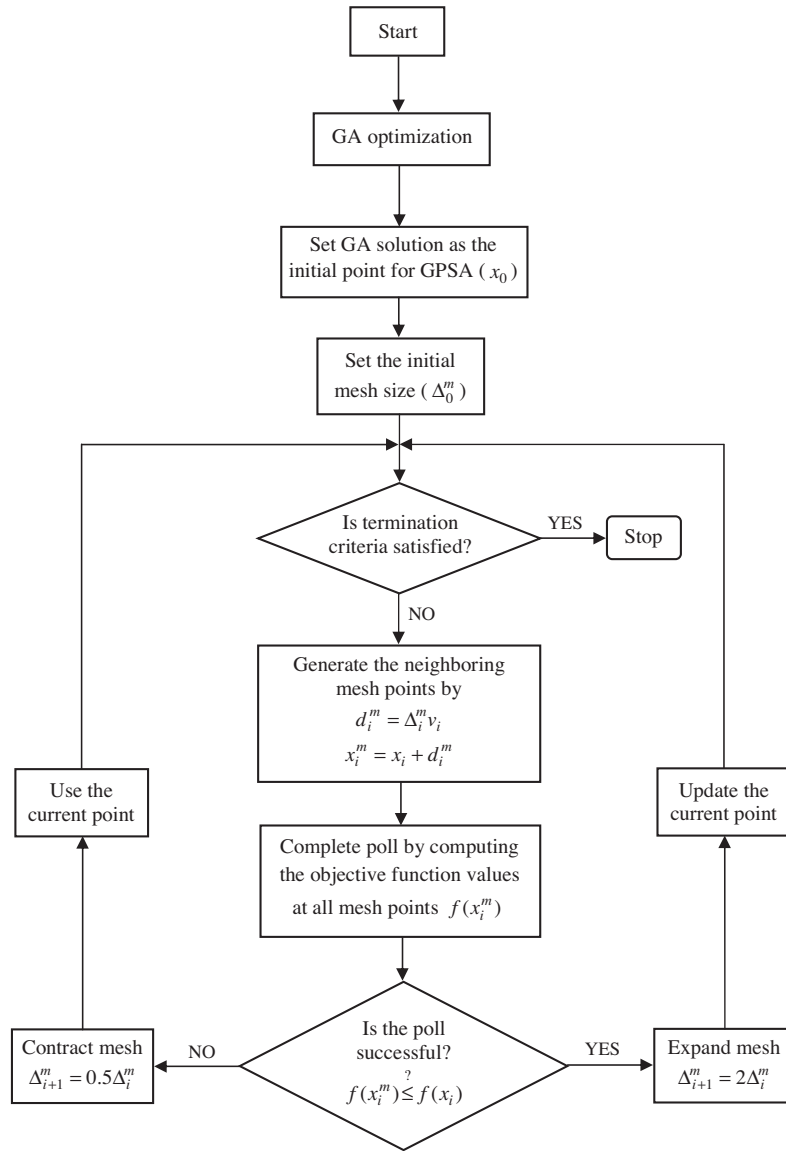 Start
GA optimization
Set GA solution as the
initial point for GPSA ( x₀ )
Set the initial
mesh size ( Δ₀ᵐ )
Is termination
criteria satisfied?
YES
Stop
NO
Generate the neighboring
mesh points by
dᵢᵐ = Δᵢᵐ vᵢ
xᵢᵐ = xᵢ + dᵢᵐ
Use the
current point
Update the
current point
Complete poll by computing
the objective function values
at all mesh points f(xᵢᵐ)
Is the poll
successful?
?
f(xᵢᵐ) ≤ f(xᵢ)
NO
Contract mesh
Δᵢ₊₁ᵐ = 0.5Δᵢᵐ
YES
Expand mesh
Δᵢ₊₁ᵐ = 2Δᵢᵐ